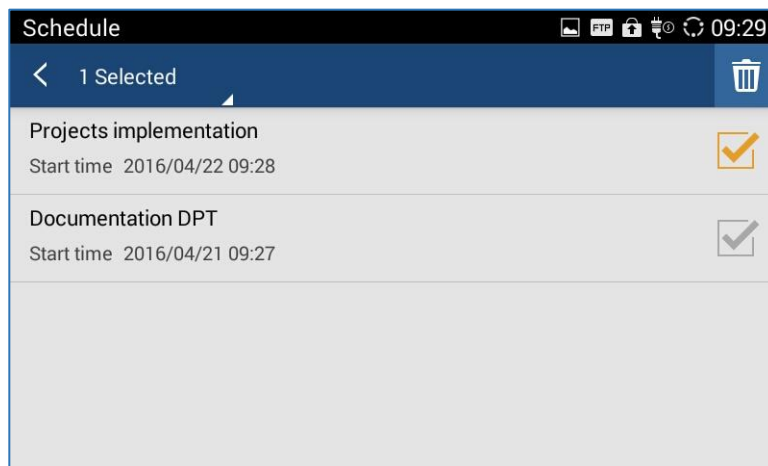 Schedule
FTP
09:29
1 Selected
Projects implementation
Start time 2016/04/22 09:28
Documentation DPT
Start time 2016/04/21 09:27